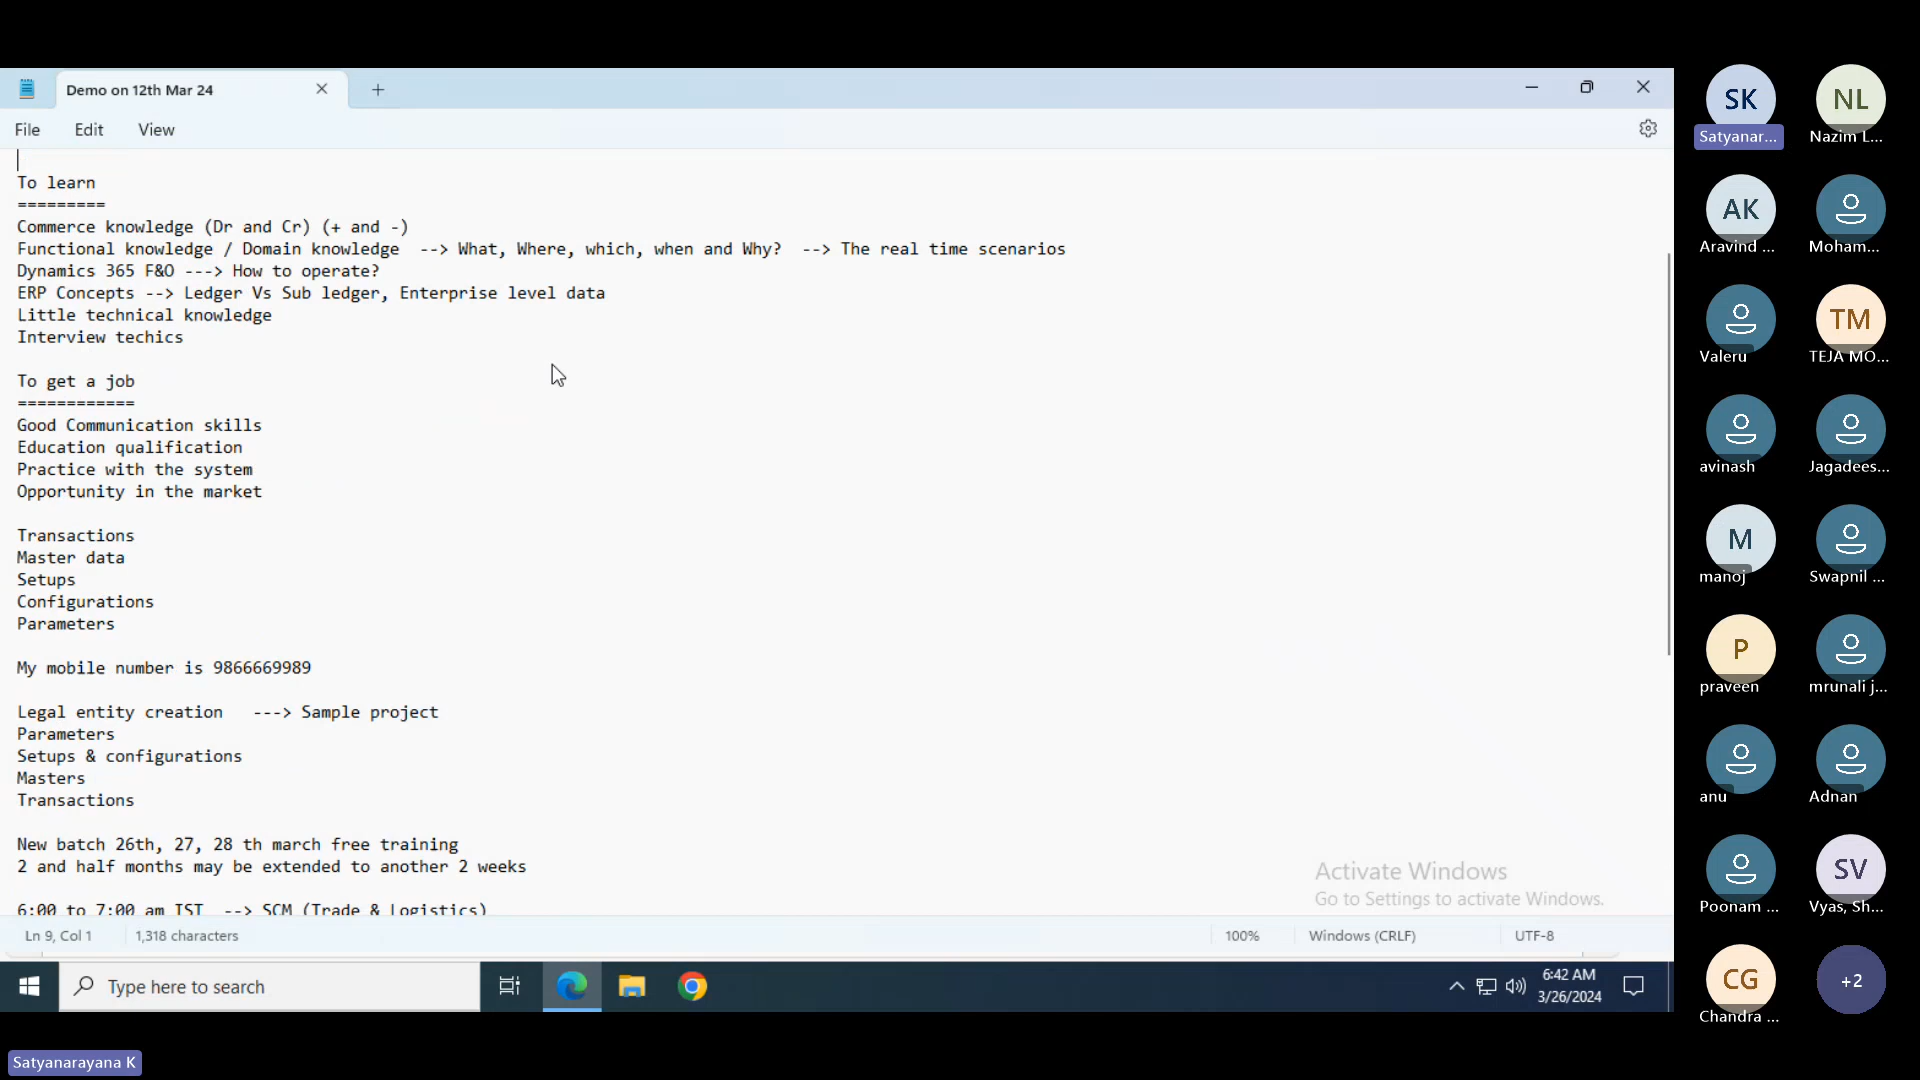 Demo on 12th Mar 24
File Edit View
To learn
=========
Commerce knowledge (Dr and Cr) (+ and -)
Functional knowledge / Domain knowledge --> What, Where, which, when and Why? --> The real time scenarios
Dynamics 365 F&O ---> How to operate?
ERP Concepts --> Ledger Vs Sub ledger, Enterprise level data
Little technical knowledge
Interview techics
To get a job
============
Good Communication skills
Education qualification
Practice with the system
Opportunity in the market
Transactions
Master data
Setups
Configurations
Parameters
My mobile number is 9866669989
Legal entity creation ---> Sample project
Parameters
Setups & configurations
Masters
Transactions
New batch 26th, 27, 28 th march free training
2 and half months may be extended to another 2 weeks
6:00 to 7:00 am IST --> SCM (Trade & Logistics)
Activate Windows
Go to Settings to activate Windows.
Ln 9, Col 1 1,318 characters 100% Windows (CRLF) UTF-8
Type here to search
6:42 AM
3/26/2024
SK NL
Satyanar... Nazim L...
AK
Aravind ... Moham...
TM
Valeru TEJA MO...
avinash Jagadees...
M
manoj Swapnil ...
P
praveen mrunali j...
anu Adnan
SV
Poonam ... Vyas, Sh...
CG +2
Chandra ...
Satyanarayana K